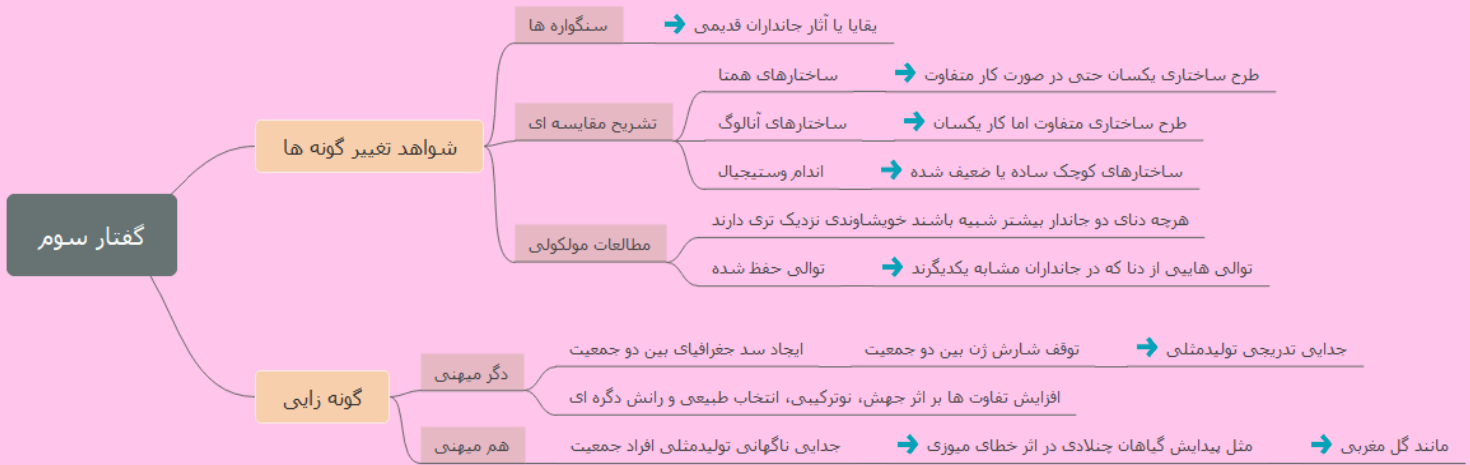 گفتار سوم
شواهد تغییر گونه ها
سنگواره ها
یقایا یا آثار جانداران قدیمی
تشریح مقایسه ای
ساختارهای همتا
طرح ساختاری یکسان حتی در صورت کار متفاوت
ساختارهای آنالوگ
طرح ساختاری متفاوت اما کار یکسان
اندام وستیجیال
ساختارهای کوچک ساده یا ضعیف شده
مطالعات مولکولی
هرچه دنای دو جاندار بیشتر شبیه باشند خویشاوندی نزدیک تری دارند
توالی حفظ شده
توالی هایی از دنا که در جانداران مشابه یکدیگرند
گونه زایی
دگر میهنی
ایجاد سد جغرافیای بین دو جمعیت
توقف شارش ژن بین دو جمعیت
جدایی تدریجی تولیدمثلی
افزایش تفاوت ها بر اثر جهش، نوترکیبی، انتخاب طبیعی و رانش دگره ای
هم میهنی
جدایی ناگهانی تولیدمثلی افراد جمعیت
مثل پیدایش گیاهان چنلادی در اثر خطای میوزی
مانند گل مغربی